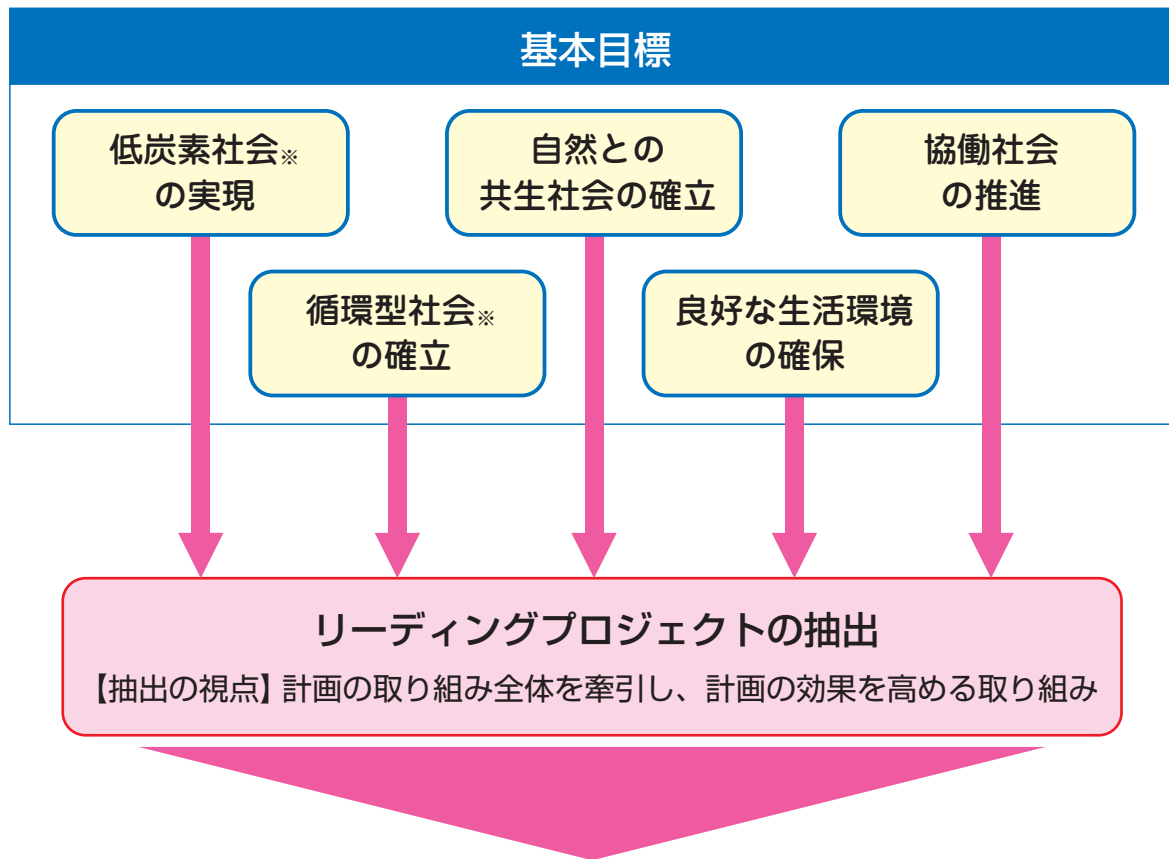 基本目標
低炭素社会※
の実現
自然との
共生社会の確立
協働社会
の推進
循環型社会※
の確立
良好な生活環境
の確保
リーディングプロジェクトの抽出
【抽出の視点】計画の取り組み全体を牽引し、計画の効果を高める取り組み